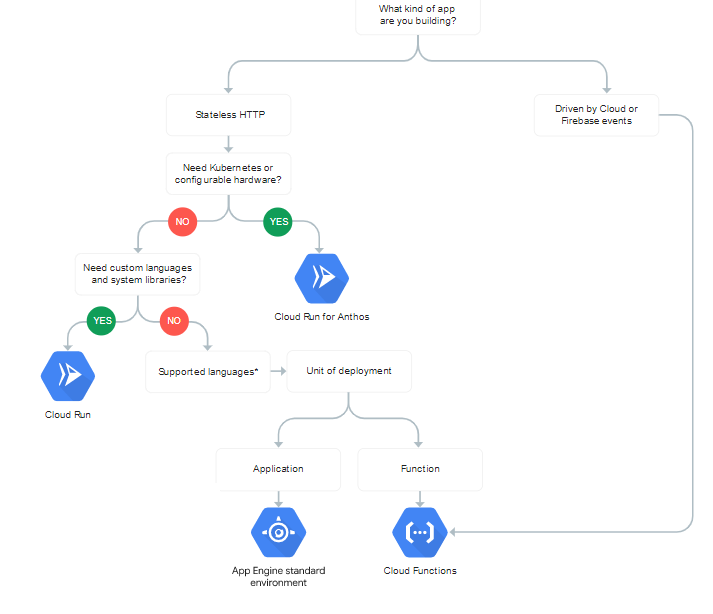 What kind of app
are you building?
Stateless HTTP
Driven by Cloud or
Firebase events
Need Kubernetes or
configurable hardware?
NO
YES
Need custom languages
and system libraries?
Cloud Run for Anthos
YES
NO
Supported languages*
Unit of deployment
Cloud Run
Application
Function
App Engine standard
environment
Cloud Functions